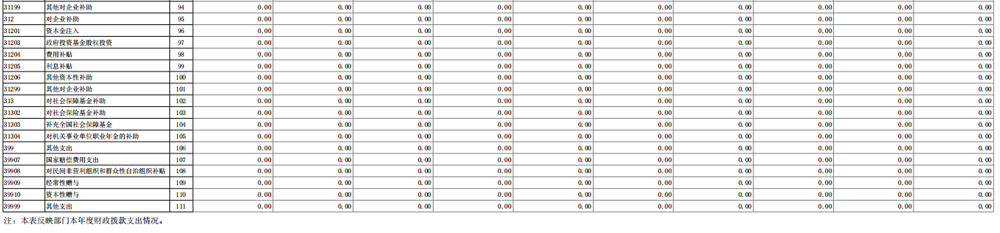 31199 其他对企业补助 94 0.00 0.00 0.00 0.00 0.00 0.00 0.00 0.00 0.00 0.00
312 对企业补助 95 0.00 0.00 0.00 0.00 0.00 0.00 0.00 0.00 0.00 0.00
31201 资本金注入 96 0.00 0.00 0.00 0.00 0.00 0.00 0.00 0.00 0.00 0.00
31203 政府投资基金股权投资 97 0.00 0.00 0.00 0.00 0.00 0.00 0.00 0.00 0.00 0.00
31204 费用补贴 98 0.00 0.00 0.00 0.00 0.00 0.00 0.00 0.00 0.00 0.00
31205 利息补贴 99 0.00 0.00 0.00 0.00 0.00 0.00 0.00 0.00 0.00 0.00
31206 其他资本性补助 100 0.00 0.00 0.00 0.00 0.00 0.00 0.00 0.00 0.00 0.00
31299 其他对企业补助 101 0.00 0.00 0.00 0.00 0.00 0.00 0.00 0.00 0.00 0.00
313 对社会保障基金补助 102 0.00 0.00 0.00 0.00 0.00 0.00 0.00 0.00 0.00 0.00
31302 对社会保险基金补助 103 0.00 0.00 0.00 0.00 0.00 0.00 0.00 0.00 0.00 0.00
31303 补充全国社会保障基金 104 0.00 0.00 0.00 0.00 0.00 0.00 0.00 0.00 0.00 0.00
31304 对机关事业单位职业年金的补助 105 0.00 0.00 0.00 0.00 0.00 0.00 0.00 0.00 0.00 0.00
399 其他支出 106 0.00 0.00 0.00 0.00 0.00 0.00 0.00 0.00 0.00 0.00
39907 国家赔偿费用支出 107 0.00 0.00 0.00 0.00 0.00 0.00 0.00 0.00 0.00 0.00
39908 对民间非营利组织和群众性自治组织补贴 108 0.00 0.00 0.00 0.00 0.00 0.00 0.00 0.00 0.00 0.00
39909 经常性赠与 109 0.00 0.00 0.00 0.00 0.00 0.00 0.00 0.00 0.00 0.00
39910 资本性赠与 110 0.00 0.00 0.00 0.00 0.00 0.00 0.00 0.00 0.00 0.00
39999 其他支出 111 0.00 0.00 0.00 0.00 0.00 0.00 0.00 0.00 0.00 0.00
注：本表反映部门本年度财政拨款支出情况。